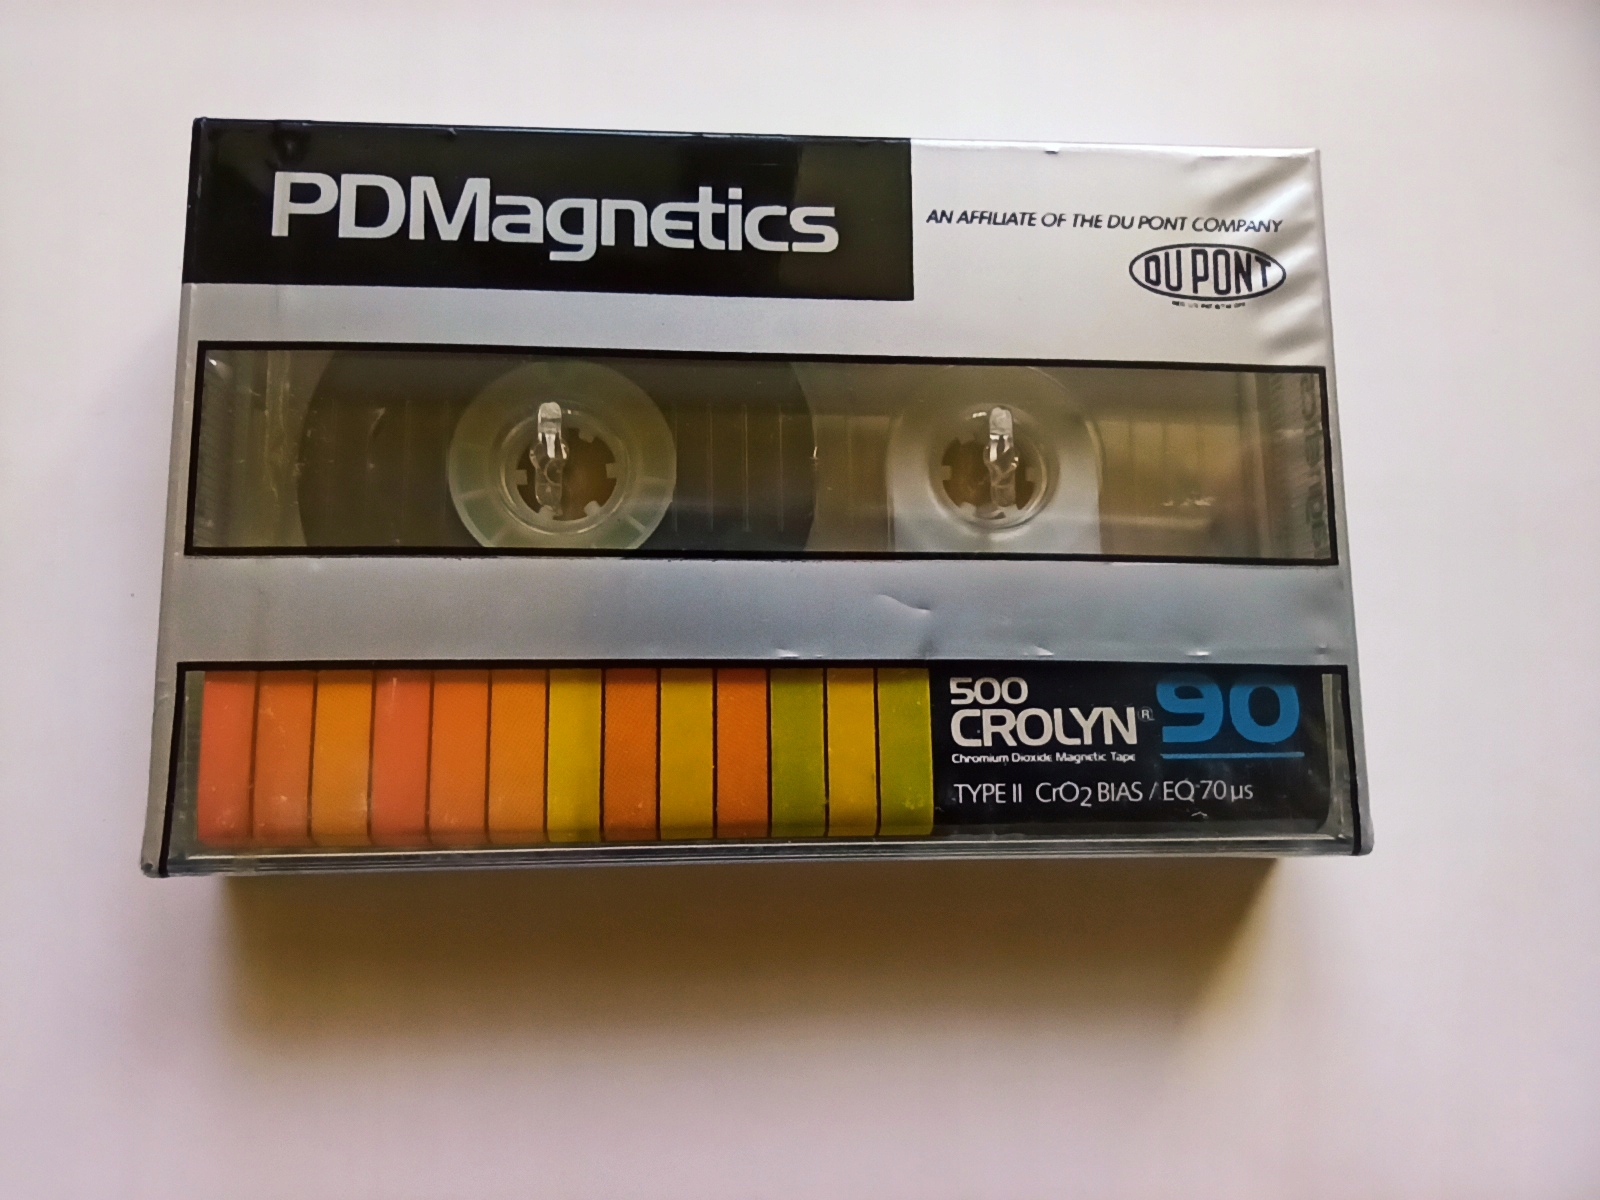 PDMagnetics
AN AFFILIATE OF THE DU PONT COMPANY
DU PONT
500
CROLYN® 90
Chromium Dioxide Magnetic Tape
TYPE II CrO2 BIAS / EQ 70 µs